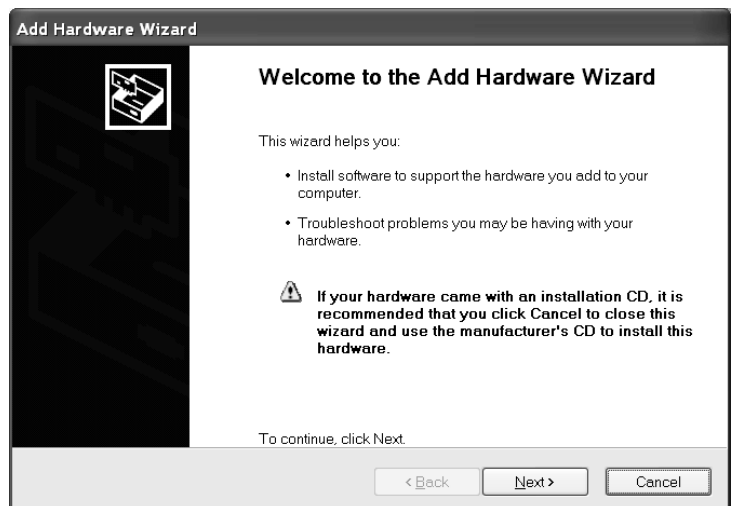 Add Hardware Wizard
Welcome to the Add Hardware Wizard
This wizard helps you:
• Install software to support the hardware you add to your
computer.
• Troubleshoot problems you may be having with your
hardware.
If your hardware came with an installation CD, it is
recommended that you click Cancel to close this
wizard and use the manufacturer's CD to install this
hardware.
To continue, click Next.
< Back Next > Cancel